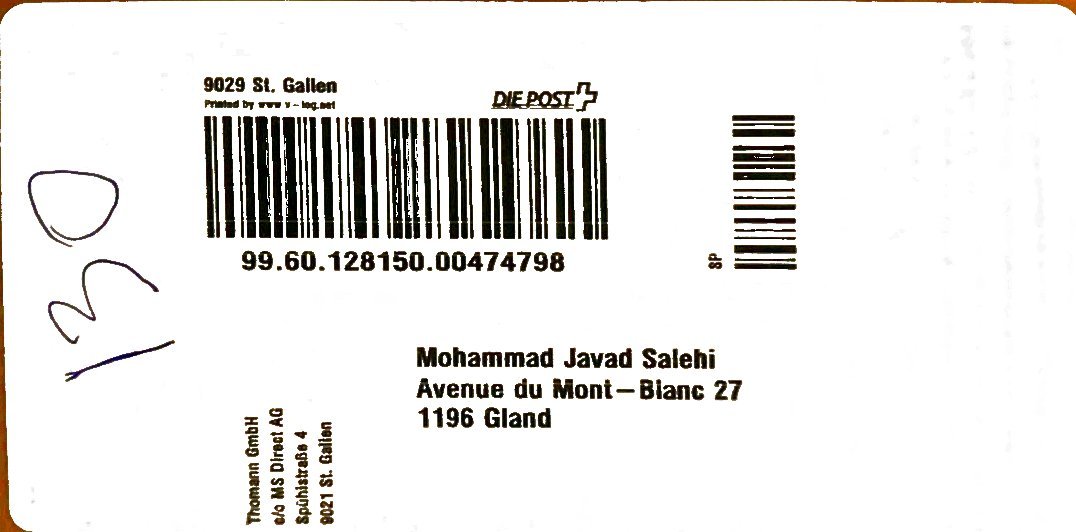 9029 St. Gallen
Printed by www v-log.net
DIE POST
99.60.128150.00474798
SP
130
Mohammad Javad Salehi
Avenue du Mont-Blanc 27
1196 Gland
Thomann GmbH
c/o MS Direct AG
Spühlstraße 4
9021 St. Gallen